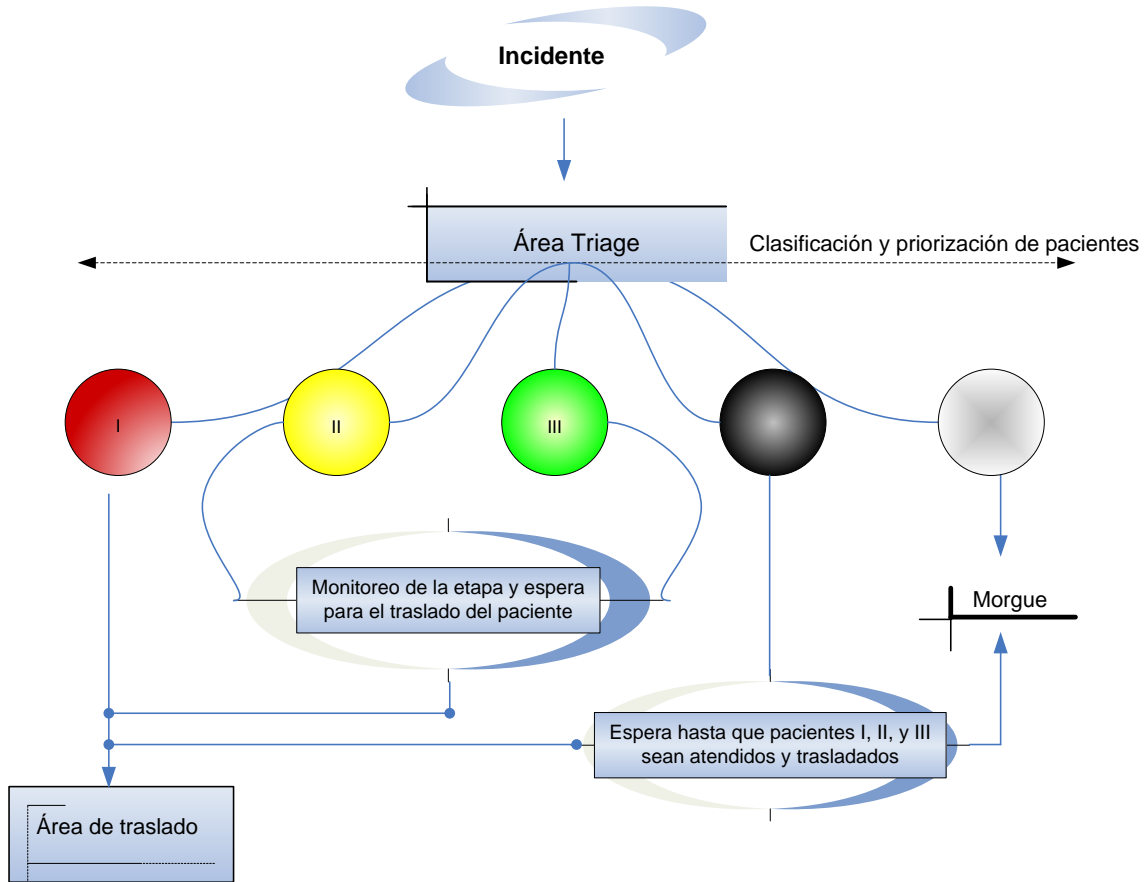 Incidente
Área Triage
Clasificación y priorización de pacientes
I
II
III
Monitoreo de la etapa y espera
para el traslado del paciente
Morgue
Espera hasta que pacientes I, II, y III
sean atendidos y trasladados
Área de traslado